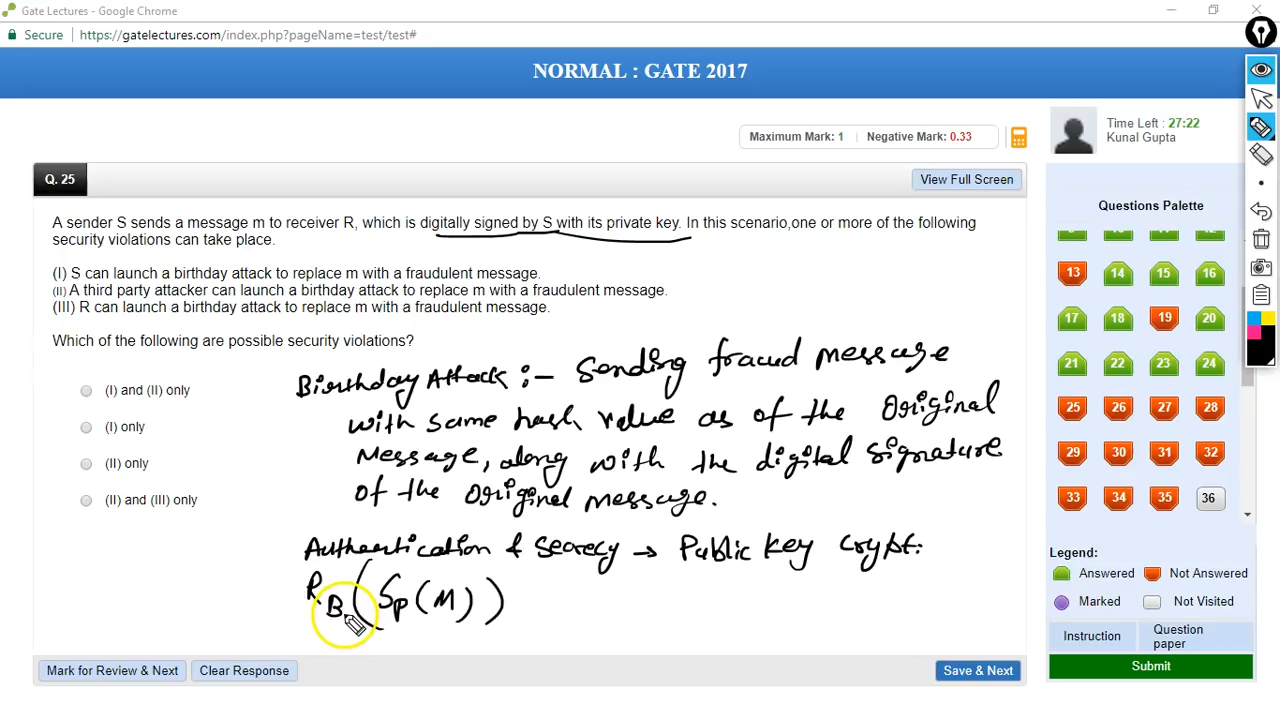 Gate Lectures - Google Chrome
Secure https://gatelectures.com/index.php?pageName=test/test#
NORMAL : GATE 2017
Maximum Mark: 1 | Negative Mark: 0.33
Time Left : 27:22
Kunal Gupta
Q. 25
View Full Screen
A sender S sends a message m to receiver R, which is digitally signed by S with its private key. In this scenario,one or more of the following
security violations can take place.
(I) S can launch a birthday attack to replace m with a fraudulent message.
(II) A third party attacker can launch a birthday attack to replace m with a fraudulent message.
(III) R can launch a birthday attack to replace m with a fraudulent message.
Which of the following are possible security violations?
(I) and (II) only
(I) only
(II) only
(II) and (III) only
Birthday Attack :- Sending fraud message
with same hash value as of the Original
Message, along with the digital signature
of the Original message.
Authentication & Secrecy → Public Key Crypt.
R B ( Sp (M) )
Questions Palette
13 14 15 16
17 18 19 20
21 22 23 24
25 26 27 28
29 30 31 32
33 34 35 36
Legend:
Answered Not Answered
Marked Not Visited
Instruction Question
paper
Submit
Mark for Review & Next Clear Response Save & Next